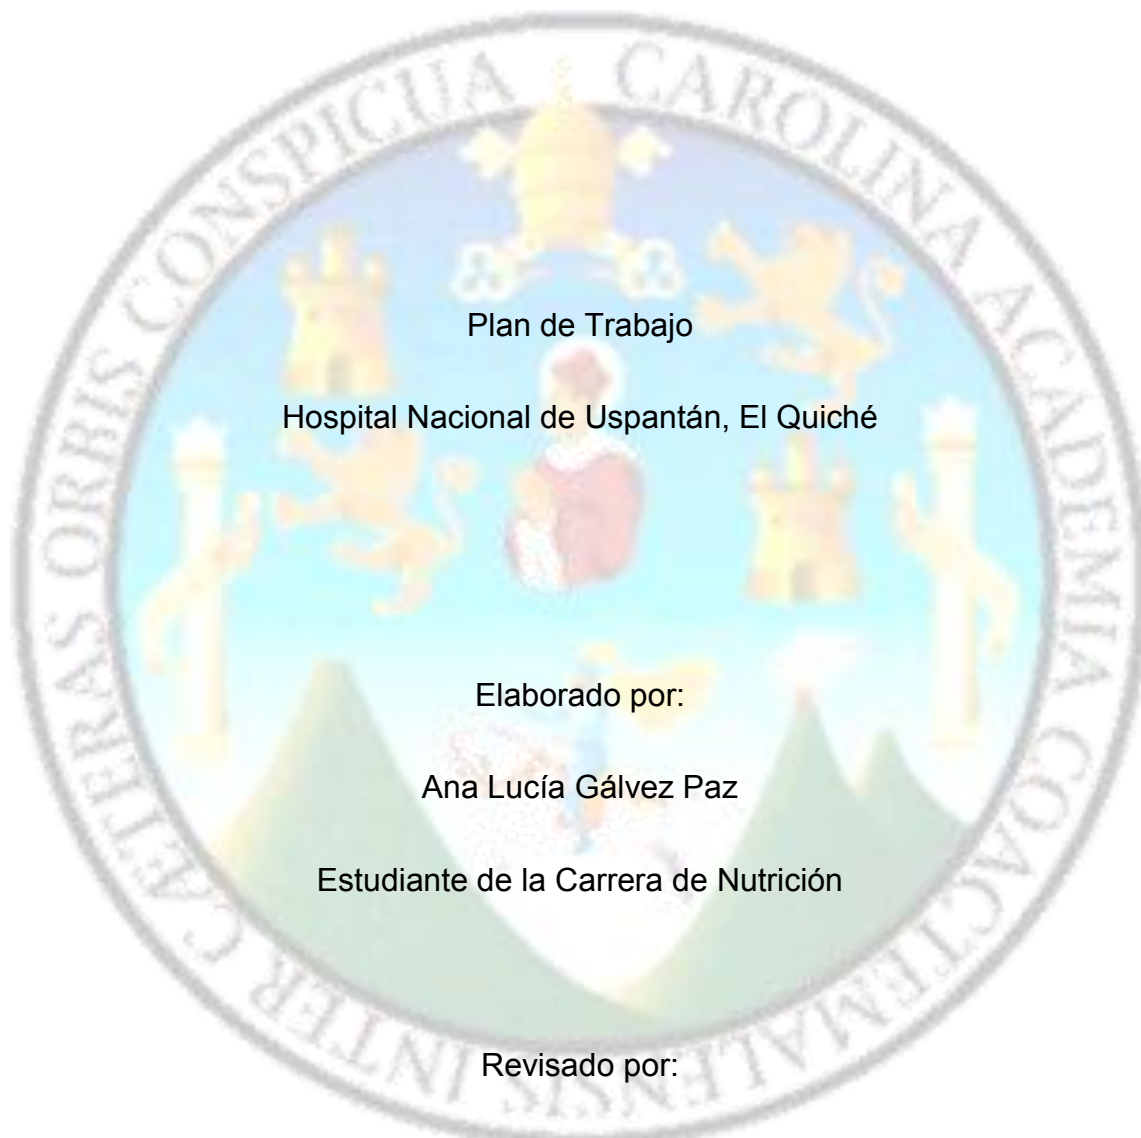 CAROLINA ACADEMIA COACTEMALENSIS INTER CÆTERAS ORBIS CONSPICUA
Plan de Trabajo
Hospital Nacional de Uspantán, El Quiché
Elaborado por:
Ana Lucía Gálvez Paz
Estudiante de la Carrera de Nutrición
Revisado por: